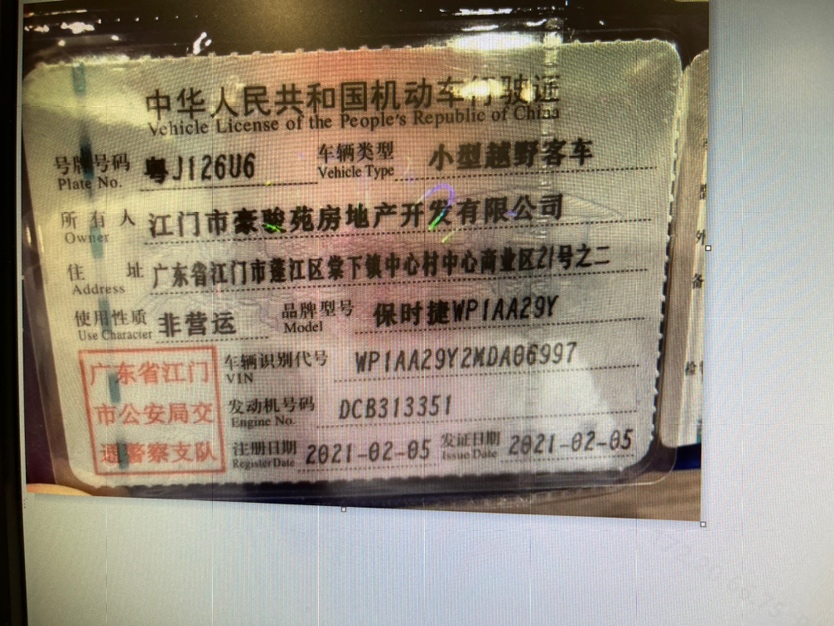 中华人民共和国机动车行驶证
Vehicle License of the People's Republic of China
号牌号码 粤J126U6 车辆类型 小型越野客车
Plate No. Vehicle Type
所有人 江门市豪骏苑房地产开发有限公司
Owner
住址 广东省江门市蓬江区棠下镇中心村中心商业区21号之二
Address
使用性质 非营运 品牌型号 保时捷WP1AA29Y
Use Character Model
广东省江门
市公安局交
通警察支队
车辆识别代号 WP1AA29Y2MDA06997
VIN
发动机号码 DCB313351
Engine No.
注册日期 2021-02-05 发证日期 2021-02-05
Register Date Issue Date